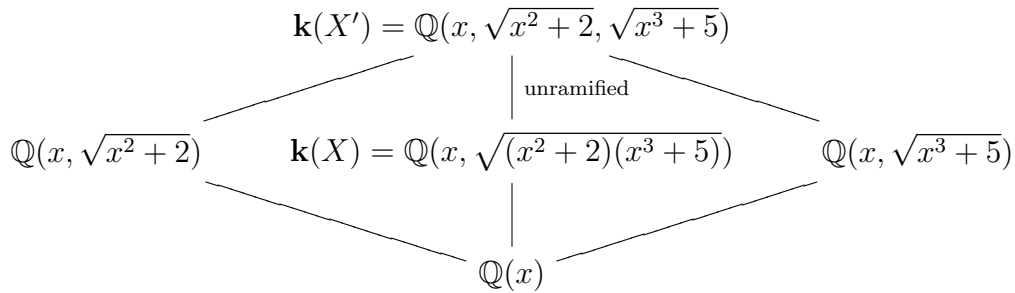 𝐤(X′) = ℚ(x, √(x² + 2), √(x³ + 5))
unramified
ℚ(x, √(x² + 2)) 𝐤(X) = ℚ(x, √((x² + 2)(x³ + 5))) ℚ(x, √(x³ + 5))
ℚ(x)